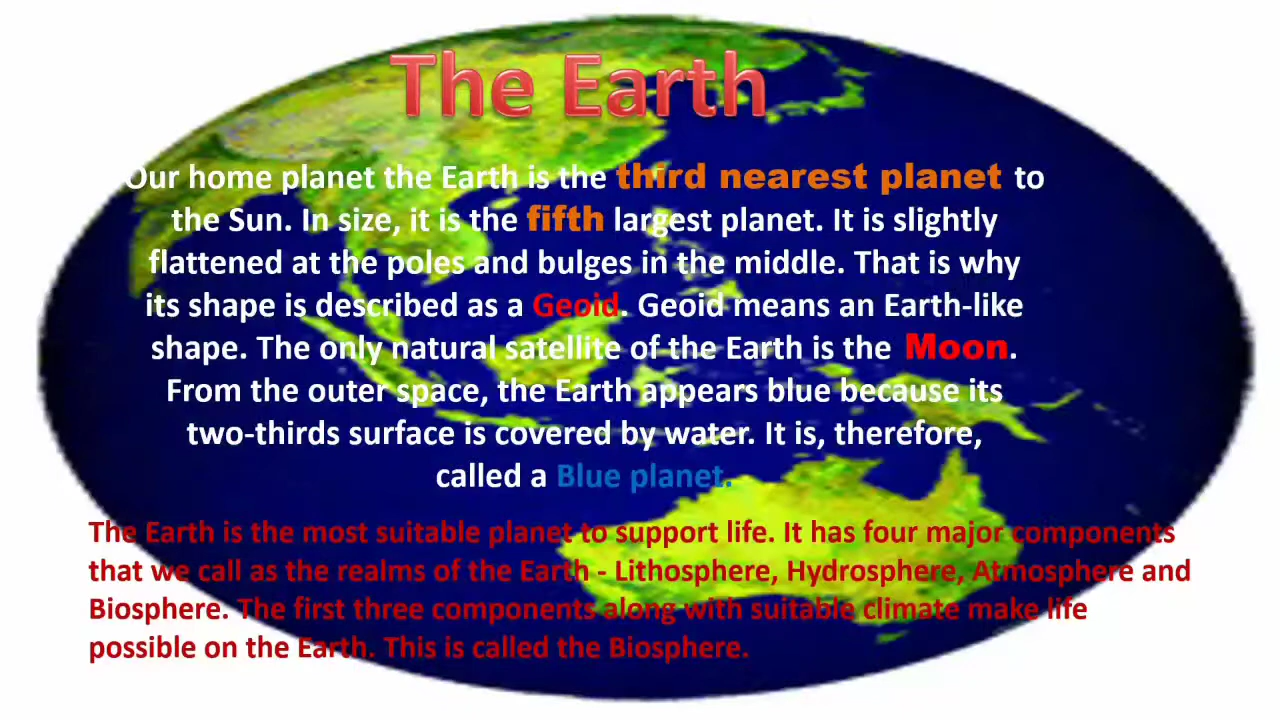 The Earth
Our home planet the Earth is the third nearest planet to
the Sun. In size, it is the fifth largest planet. It is slightly
flattened at the poles and bulges in the middle. That is why
its shape is described as a Geoid. Geoid means an Earth-like
shape. The only natural satellite of the Earth is the Moon.
From the outer space, the Earth appears blue because its
two-thirds surface is covered by water. It is, therefore,
called a Blue planet.
The Earth is the most suitable planet to support life. It has four major components
that we call as the realms of the Earth - Lithosphere, Hydrosphere, Atmosphere and
Biosphere. The first three components along with suitable climate make life
possible on the Earth. This is called the Biosphere.